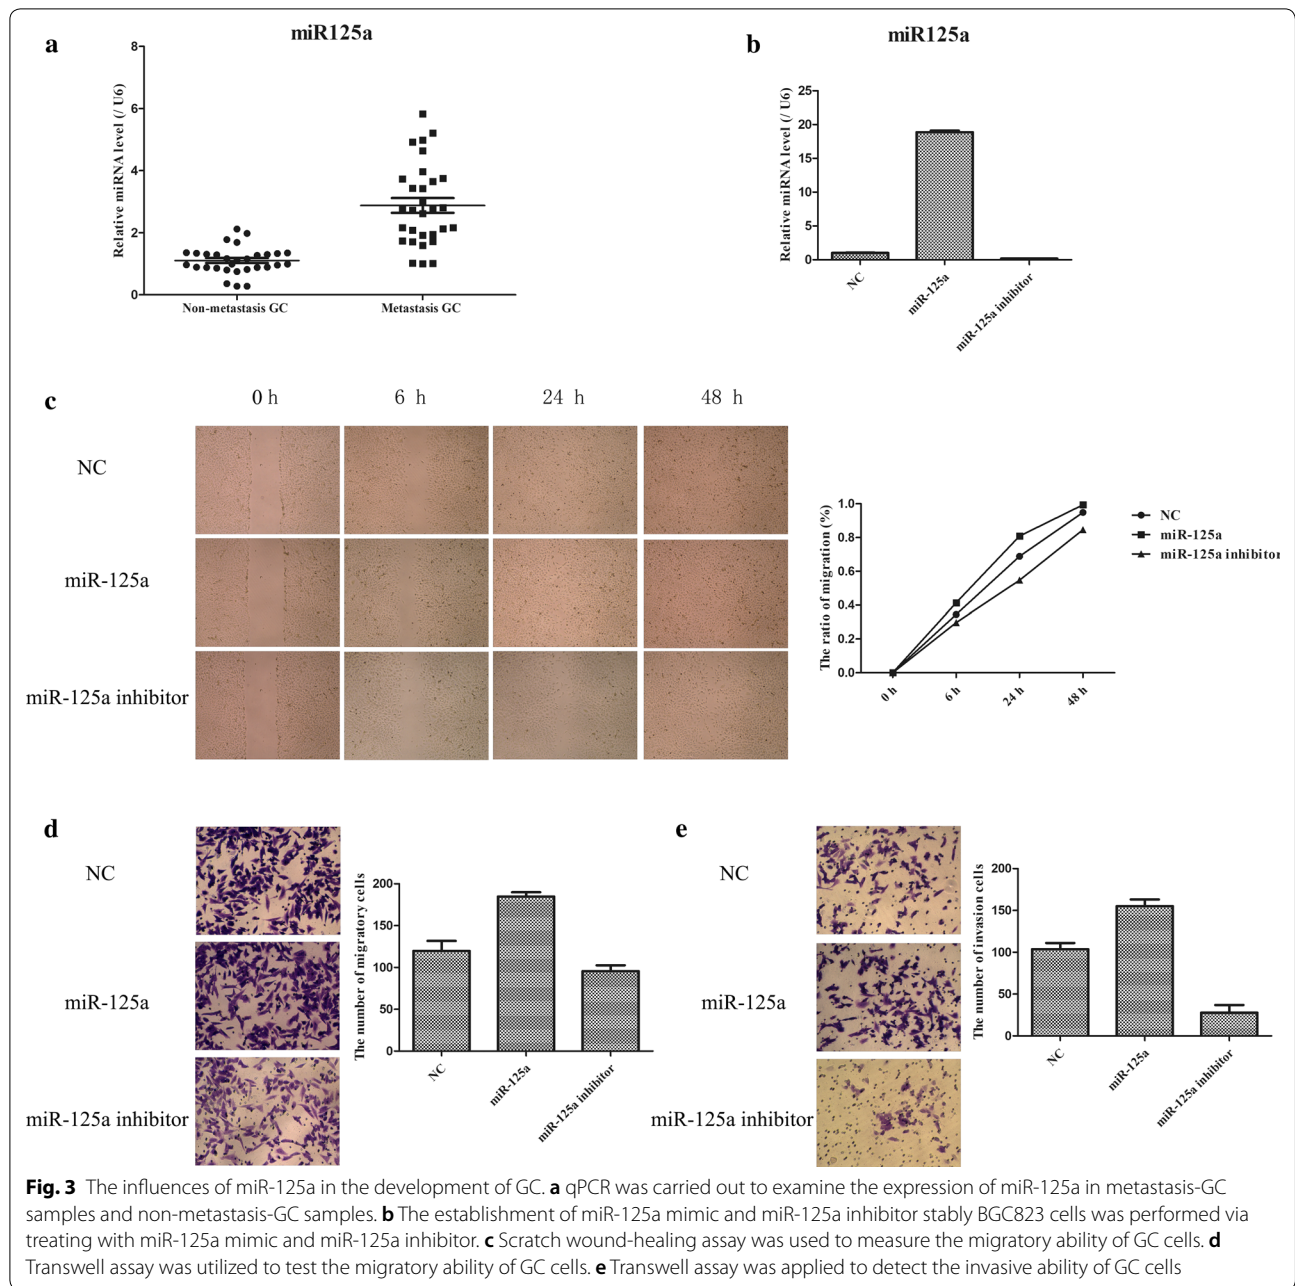 a
miR125a
Relative miRNA level (/ U6)
8
6
4
2
0
Non-metastasis GC
Metastasis GC
b
miR125a
Relative miRNA level (/ U6)
25
20
15
10
5
0
NC
miR-125a
miR-125a inhibitor
c
0 h
6 h
24 h
48 h
NC
miR-125a
miR-125a inhibitor
The ratio of migration (%)
1.0
0.8
0.6
0.4
0.2
0.0
0 h
6 h
24 h
48 h
NC
miR-125a
miR-125a inhibitor
d
NC
miR-125a
miR-125a inhibitor
The number of migratory cells
200
150
100
50
0
NC
miR-125a
miR-125a inhibitor
e
NC
miR-125a
miR-125a inhibitor
The number of invasion cells
200
150
100
50
0
NC
miR-125a
miR-125a inhibitor
Fig. 3 The influences of miR-125a in the development of GC. a qPCR was carried out to examine the expression of miR-125a in metastasis-GC
samples and non-metastasis-GC samples. b The establishment of miR-125a mimic and miR-125a inhibitor stably BGC823 cells was performed via
treating with miR-125a mimic and miR-125a inhibitor. c Scratch wound-healing assay was used to measure the migratory ability of GC cells. d
Transwell assay was utilized to test the migratory ability of GC cells. e Transwell assay was applied to detect the invasive ability of GC cells